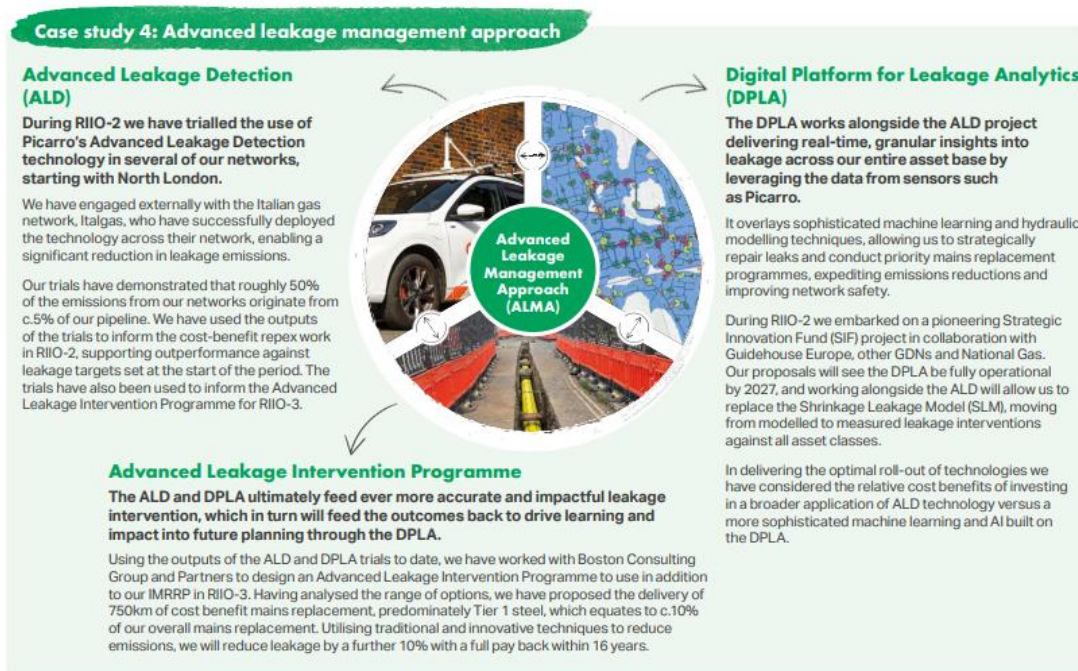 Case study 4: Advanced leakage management approach
Advanced Leakage Detection
(ALD)
During RIIO-2 we have trialled the use of
Picarro's Advanced Leakage Detection
technology in several of our networks,
starting with North London.
We have engaged externally with the Italian gas
network, Italgas, who have successfully deployed
the technology across their network, enabling a
significant reduction in leakage emissions.
Our trials have demonstrated that roughly 50%
of the emissions from our networks originate from
c.5% of our pipeline. We have used the outputs
of the trials to inform the cost-benefit repex work
in RIIO-2, supporting outperformance against
leakage targets set at the start of the period. The
trials have also been used to inform the Advanced
Leakage Intervention Programme for RIIO-3.
Advanced
Leakage
Management
Approach
(ALMA)
Digital Platform for Leakage Analytics
(DPLA)
The DPLA works alongside the ALD project
delivering real-time, granular insights into
leakage across our entire asset base by
leveraging the data from sensors such
as Picarro.
It overlays sophisticated machine learning and hydraulic
modelling techniques, allowing us to strategically
repair leaks and conduct priority mains replacement
programmes, expediting emissions reductions and
improving network safety.
During RIIO-2 we embarked on a pioneering Strategic
Innovation Fund (SIF) project in collaboration with
Guidehouse Europe, other GDNs and National Gas.
Our proposals will see the DPLA be fully operational
by 2027, and working alongside the ALD will allow us to
replace the Shrinkage Leakage Model (SLM), moving
from modelled to measured leakage interventions
against all asset classes.
In delivering the optimal roll-out of technologies we
have considered the relative cost benefits of investing
in a broader application of ALD technology versus a
more sophisticated machine learning and AI built on
the DPLA.
Advanced Leakage Intervention Programme
The ALD and DPLA ultimately feed ever more accurate and impactful leakage
intervention, which in turn will feed the outcomes back to drive learning and
impact into future planning through the DPLA.
Using the outputs of the ALD and DPLA trials to date, we have worked with Boston Consulting
Group and Partners to design an Advanced Leakage Intervention Programme to use in addition
to our IMRRP in RIIO-3. Having analysed the range of options, we have proposed the delivery of
750km of cost benefit mains replacement, predominately Tier 1 steel, which equates to c.10%
of our overall mains replacement. Utilising traditional and innovative techniques to reduce
emissions, we will reduce leakage by a further 10% with a full pay back within 16 years.